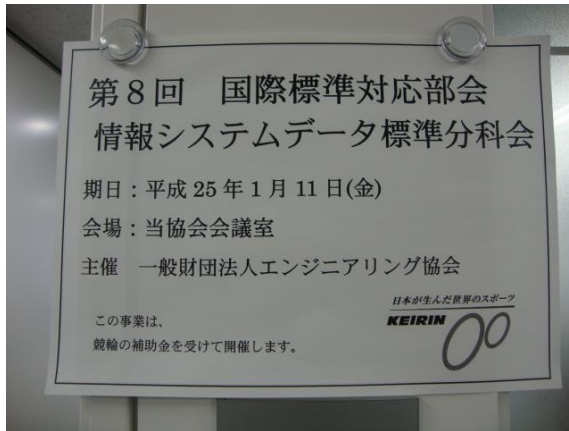 第8回 国際標準対応部会
情報システムデータ標準分科会
期日：平成 25 年 1 月 11 日(金)
会場：当協会会議室
主催 一般財団法人エンジニアリング協会
日本が生んだ世界のスポーツ
KEIRIN
この事業は、
競輪の補助金を受けて開催します。